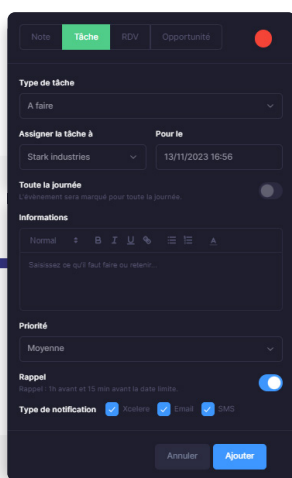 Note Tâche RDV Opportunité
Type de tâche
A faire
Assigner la tâche à Pour le
Stark industries 13/11/2023 16:56
Toute la journée
L'événement sera marqué pour toute la journée.
Informations
Normal B I U A
Saisissez ce qu'il faut faire ou retenir...
Priorité
Moyenne
Rappel
Rappel : 1h avant et 15 min avant la date limite.
Type de notification Xcelere Email SMS
Annuler Ajouter